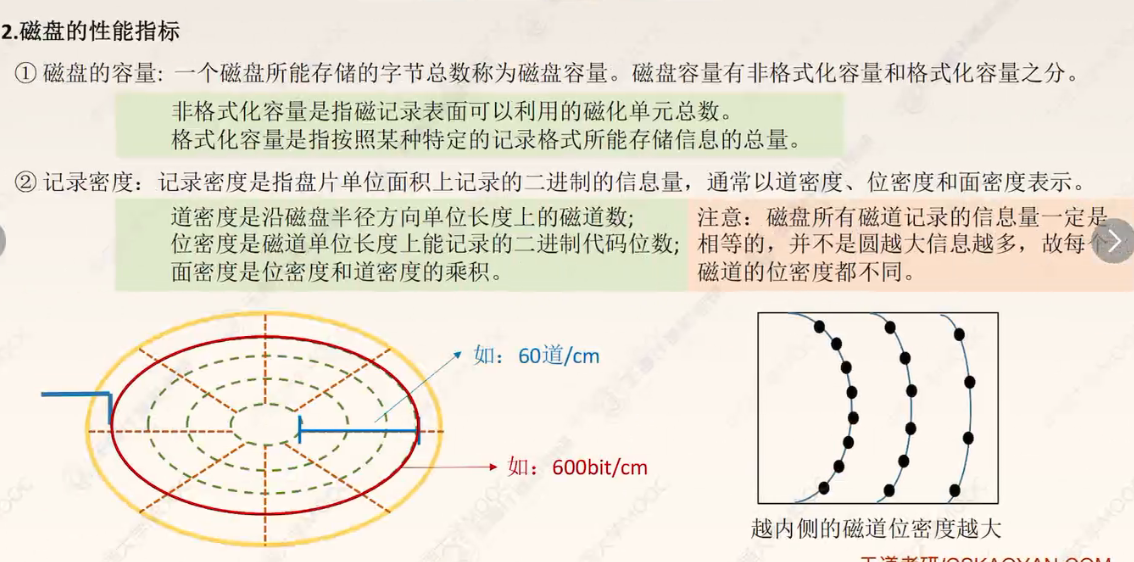 2.磁盘的性能指标
① 磁盘的容量：一个磁盘所能存储的字节总数称为磁盘容量。磁盘容量有非格式化容量和格式化容量之分。
非格式化容量是指磁记录表面可以利用的磁化单元总数。
格式化容量是指按照某种特定的记录格式所能存储信息的总量。
② 记录密度：记录密度是指盘片单位面积上记录的二进制的信息量，通常以道密度、位密度和面密度表示。
道密度是沿磁盘半径方向单位长度上的磁道数；
位密度是磁道单位长度上能记录的二进制代码位数；
面密度是位密度和道密度的乘积。
注意：磁盘所有磁道记录的信息量一定是
相等的，并不是圆越大信息越多，故每个
磁道的位密度都不同。
如：60道/cm
如：600bit/cm
越内侧的磁道位密度越大